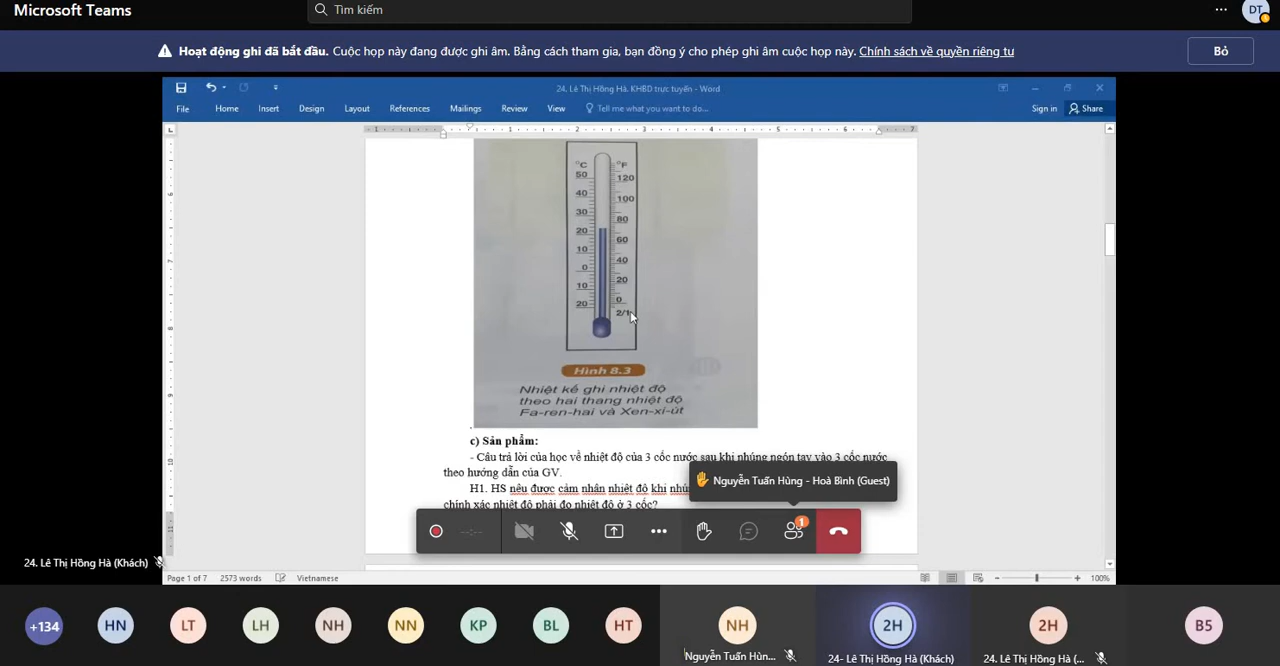 Microsoft Teams
Tìm kiếm
DT
Hoạt động ghi đã bắt đầu. Cuộc họp này đang được ghi âm. Bằng cách tham gia, bạn đồng ý cho phép ghi âm cuộc họp này. Chính sách về quyền riêng tư
Bỏ
24. Lê Thị Hồng Hà. KHBD trực tuyến - Word
File Home Insert Design Layout References Mailings Review View Tell me what you want to do... Sign in Share
°C °F
50 120
40 100
30 80
20 60
10 40
0 20
10 0
20
Hình 8.3
Nhiệt kế ghi nhiệt độ
theo hai thang nhiệt độ
Fa-ren-hai và Xen-xi-út
c) Sản phẩm:
- Câu trả lời của học về nhiệt độ của 3 cốc nước sau khi nhúng ngón tay vào 3 cốc nước
theo hướng dẫn của GV.
H1. HS nêu được cảm nhận nhiệt độ khi
chính xác nhiệt độ phải đo nhiệt độ ở 3 cốc?
Nguyễn Tuấn Hùng - Hoà Bình (Guest)
1
24. Lê Thị Hồng Hà (Khách)
Page 1 of 7 2573 words Vietnamese 100%
+134 HN LT LH NH NN KP BL HT NH 2H 2H B5
Nguyễn Tuấn Hùn... 24- Lê Thị Hồng Hà (Khách) 24. Lê Thị Hồng Hà (...